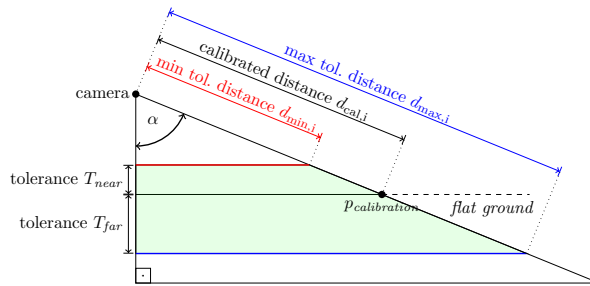 max tol. distance d_max,i
calibrated distance d_cal,i
min tol. distance d_min,i
camera
α
tolerance T_near
p_calibration
flat ground
tolerance T_far